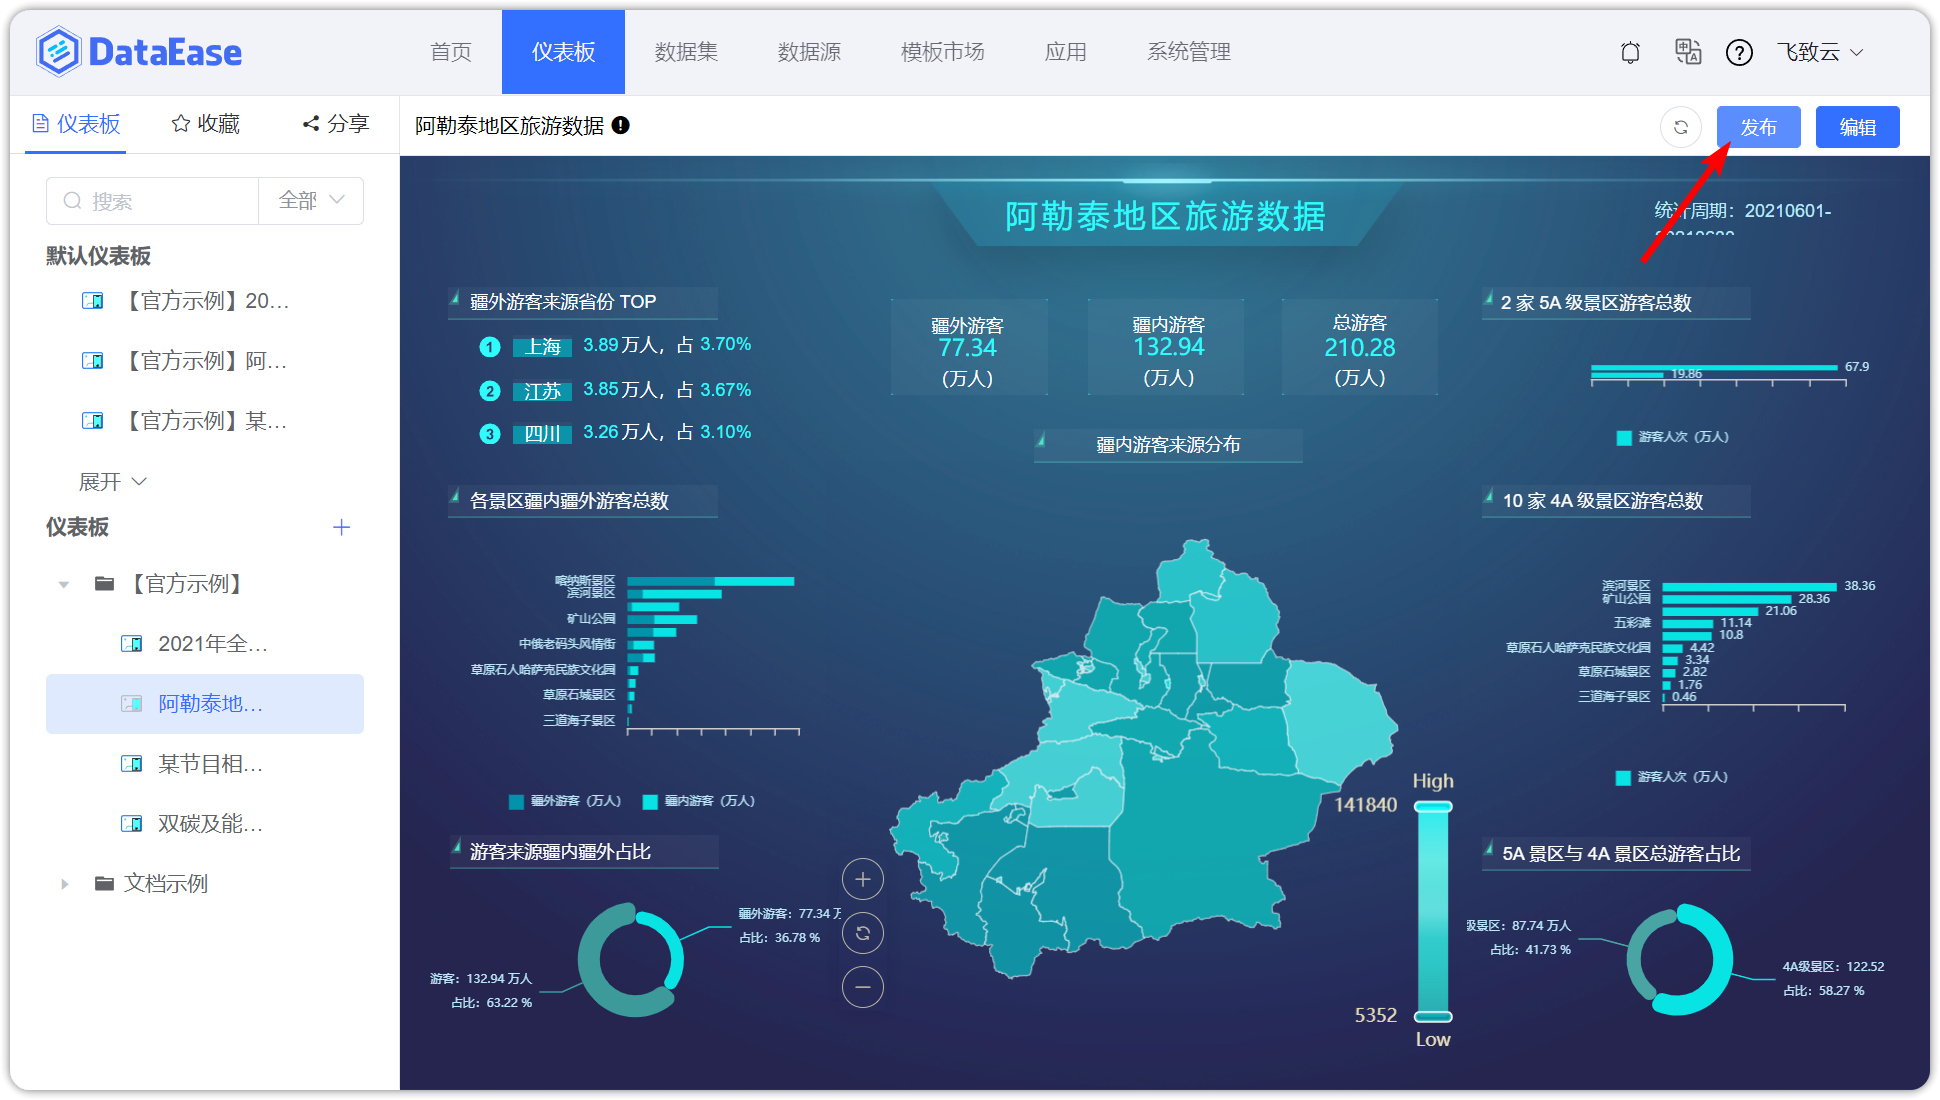 DataEase
首页
仪表板
数据集
数据源
模板市场
应用
系统管理
飞致云
仪表板
收藏
分享
阿勒泰地区旅游数据
发布
编辑
搜索
全部
默认仪表板
【官方示例】20...
【官方示例】阿...
【官方示例】某...
展开
仪表板
【官方示例】
2021年全...
阿勒泰地...
某节目相...
双碳及能...
文档示例
阿勒泰地区旅游数据
统计周期：20210601-
疆外游客来源省份 TOP
1 上海 3.89万人，占 3.70%
2 江苏 3.85万人，占 3.67%
3 四川 3.26万人，占 3.10%
疆外游客
77.34
(万人)
疆内游客
132.94
(万人)
总游客
210.28
(万人)
2 家 5A 级景区游客总数
67.9
19.86
游客人次（万人）
疆内游客来源分布
各景区疆内疆外游客总数
喀纳斯景区
滨河景区
矿山公园
中俄老码头风情街
草原石人哈萨克民族文化园
草原石城景区
三道海子景区
疆外游客（万人）
疆内游客（万人）
10 家 4A 级景区游客总数
滨河景区 38.36
矿山公园 28.36
21.06
五彩滩 11.14
10.8
草原石人哈萨克民族文化园 4.42
3.34
草原石城景区 2.82
1.76
三道海子景区 0.46
游客人次（万人）
High
141840
5352
Low
游客来源疆内疆外占比
疆外游客：77.34 万
占比：36.78 %
游客：132.94 万人
占比：63.22 %
5A 景区与 4A 景区总游客占比
级景区：87.74 万人
占比：41.73 %
4A级景区：122.52
占比：58.27 %